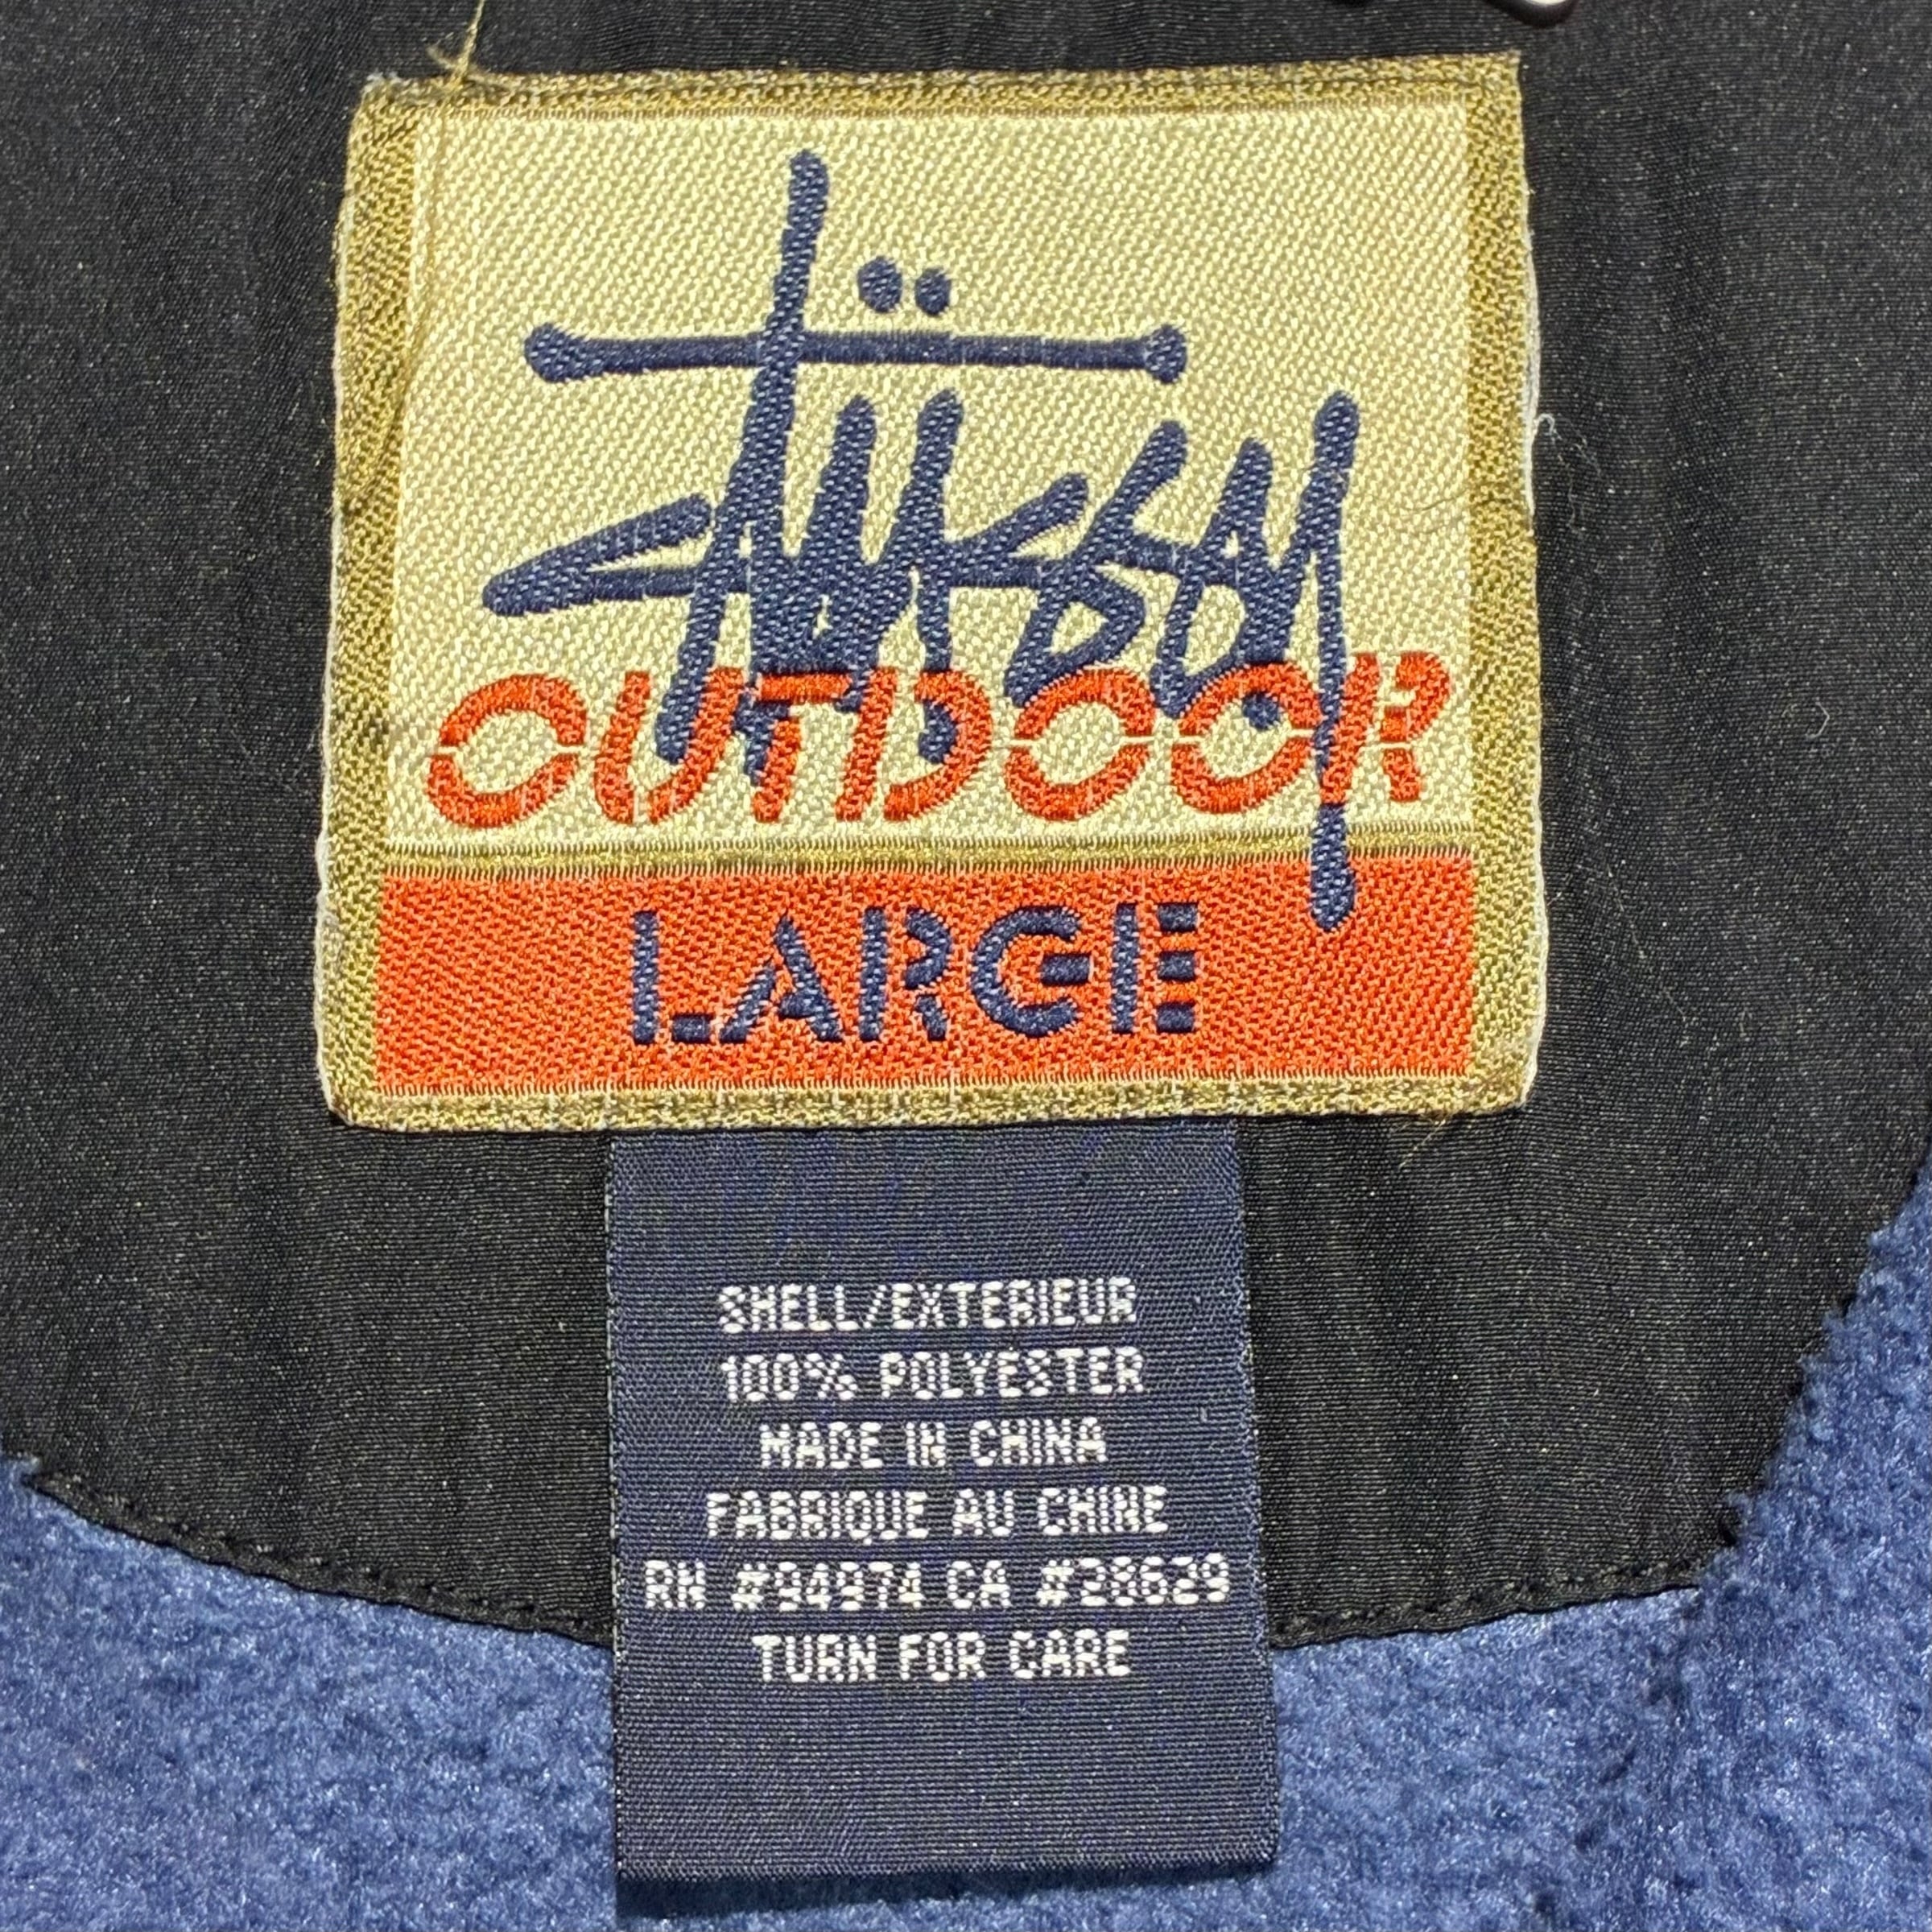 Stüssy
OUTDOOR
LARGE
SHELL/EXTERIEUR
100% POLYESTER
MADE IN CHINA
FABRIQUE AU CHINE
RN #94974 CA #28629
TURN FOR CARE